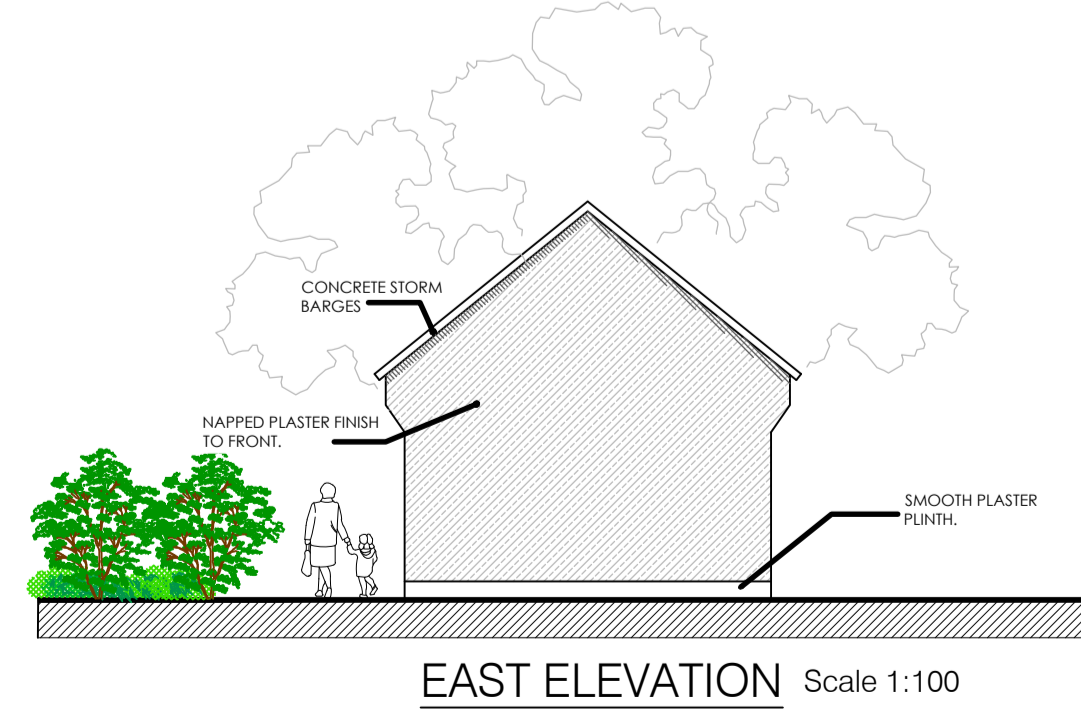 CONCRETE STORM
BARGES
NAPPED PLASTER FINISH
TO FRONT.
SMOOTH PLASTER
PLINTH.
EAST ELEVATION Scale 1:100